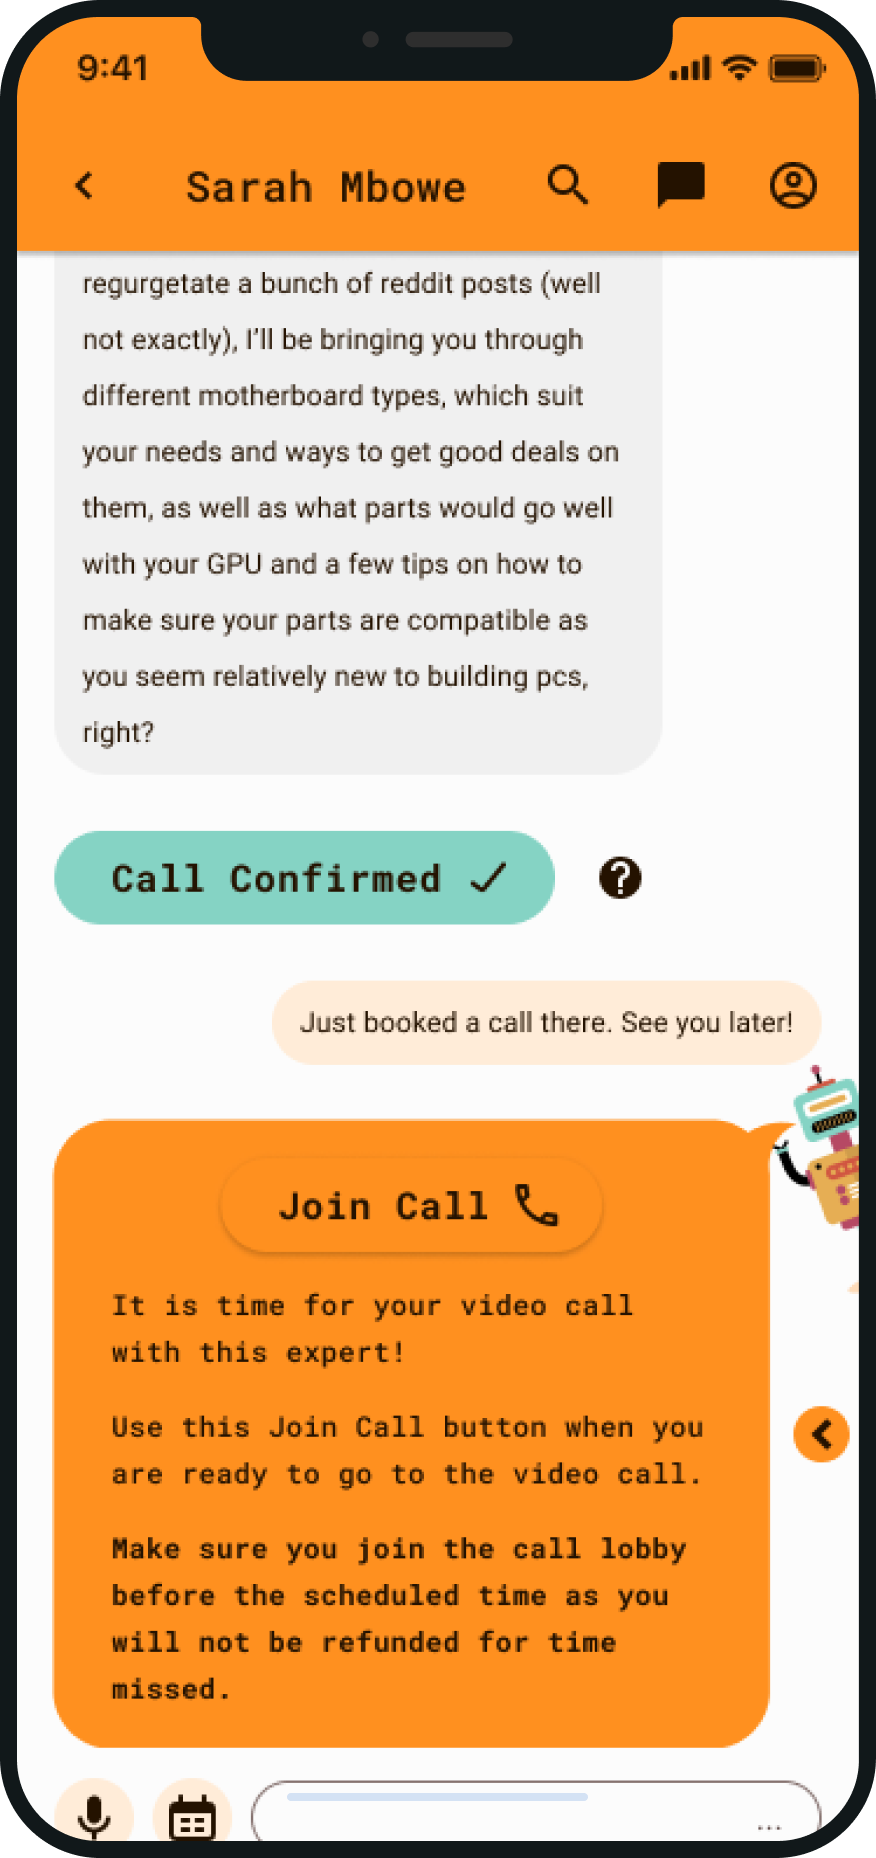 9:41
Sarah Mbowe
regurgetate a bunch of reddit posts (well
not exactly), I'll be bringing you through
different motherboard types, which suit
your needs and ways to get good deals on
them, as well as what parts would go well
with your GPU and a few tips on how to
make sure your parts are compatible as
you seem relatively new to building pcs,
right?
Call Confirmed
Just booked a call there. See you later!
Join Call
It is time for your video call
with this expert!
Use this Join Call button when you
are ready to go to the video call.
Make sure you join the call lobby
before the scheduled time as you
will not be refunded for time
missed.
...